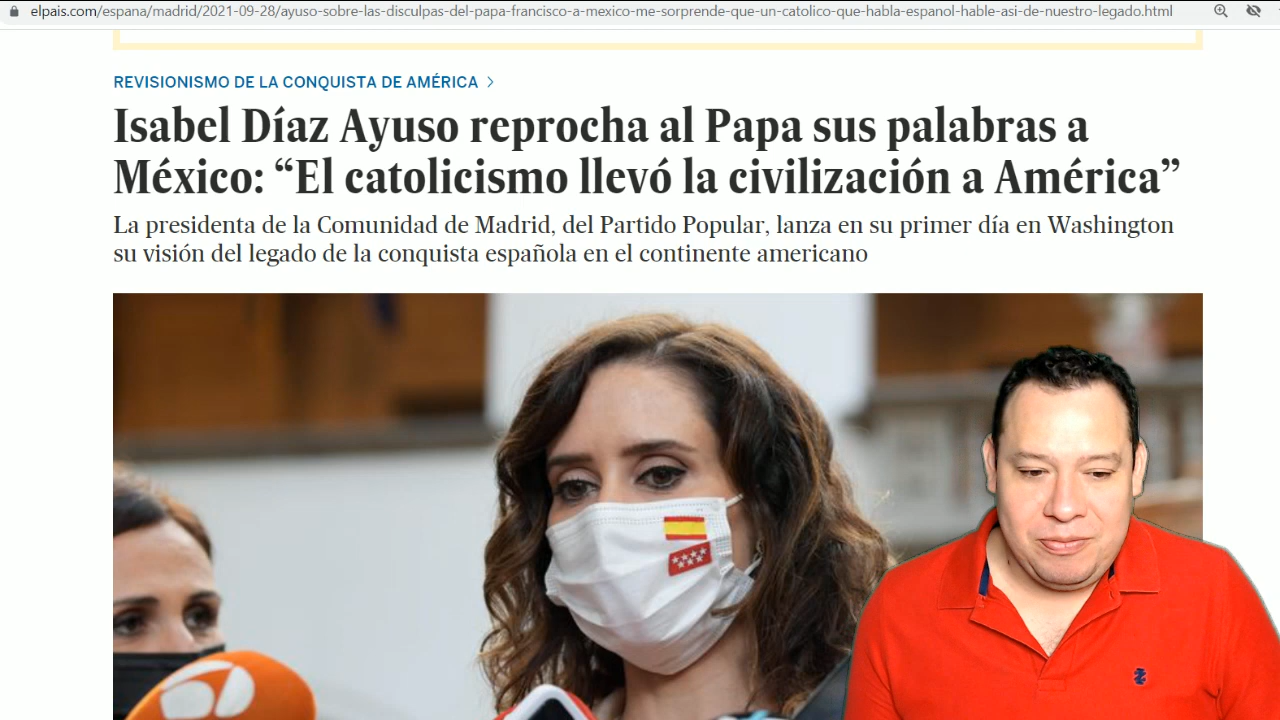 elpais.com/espana/madrid/2021-09-28/ayuso-sobre-las-disculpas-del-papa-francisco-a-mexico-me-sorprende-que-un-catolico-que-habla-espanol-hable-asi-de-nuestro-legado.html
REVISIONISMO DE LA CONQUISTA DE AMÉRICA >
Isabel Díaz Ayuso reprocha al Papa sus palabras a
México: “El catolicismo llevó la civilización a América”
La presidenta de la Comunidad de Madrid, del Partido Popular, lanza en su primer día en Washington
su visión del legado de la conquista española en el continente americano